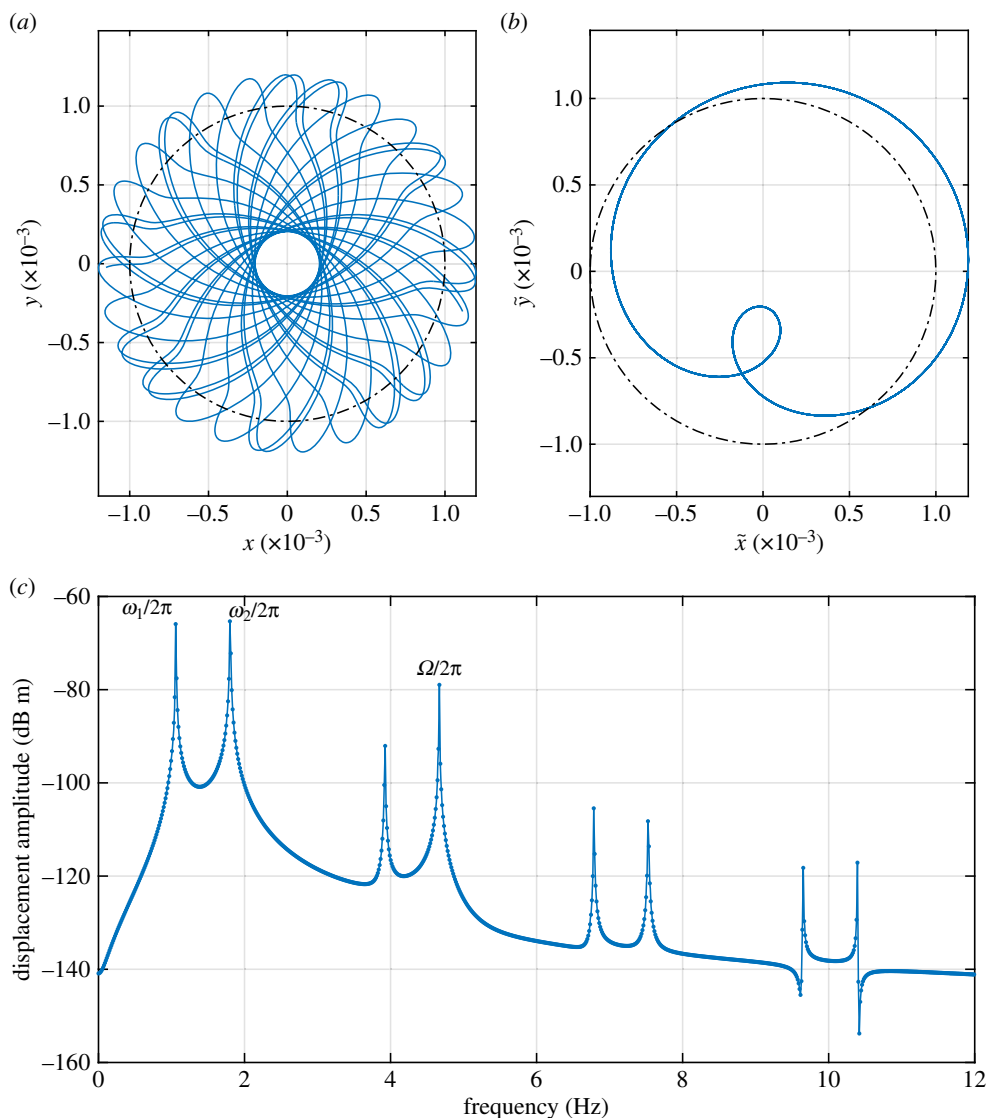 (a)
(b)
1.0
0.5
0
–0.5
–1.0
y (×10⁻³)
–1.0
–0.5
0
0.5
1.0
x (×10⁻³)
1.0
0.5
0
–0.5
–1.0
ỹ (×10⁻³)
–1.0
–0.5
0
0.5
1.0
x̃ (×10⁻³)
(c)
–60
–80
–100
–120
–140
–160
displacement amplitude (dB m)
ω₁/2π
ω₂/2π
Ω/2π
0
2
4
6
8
10
12
frequency (Hz)